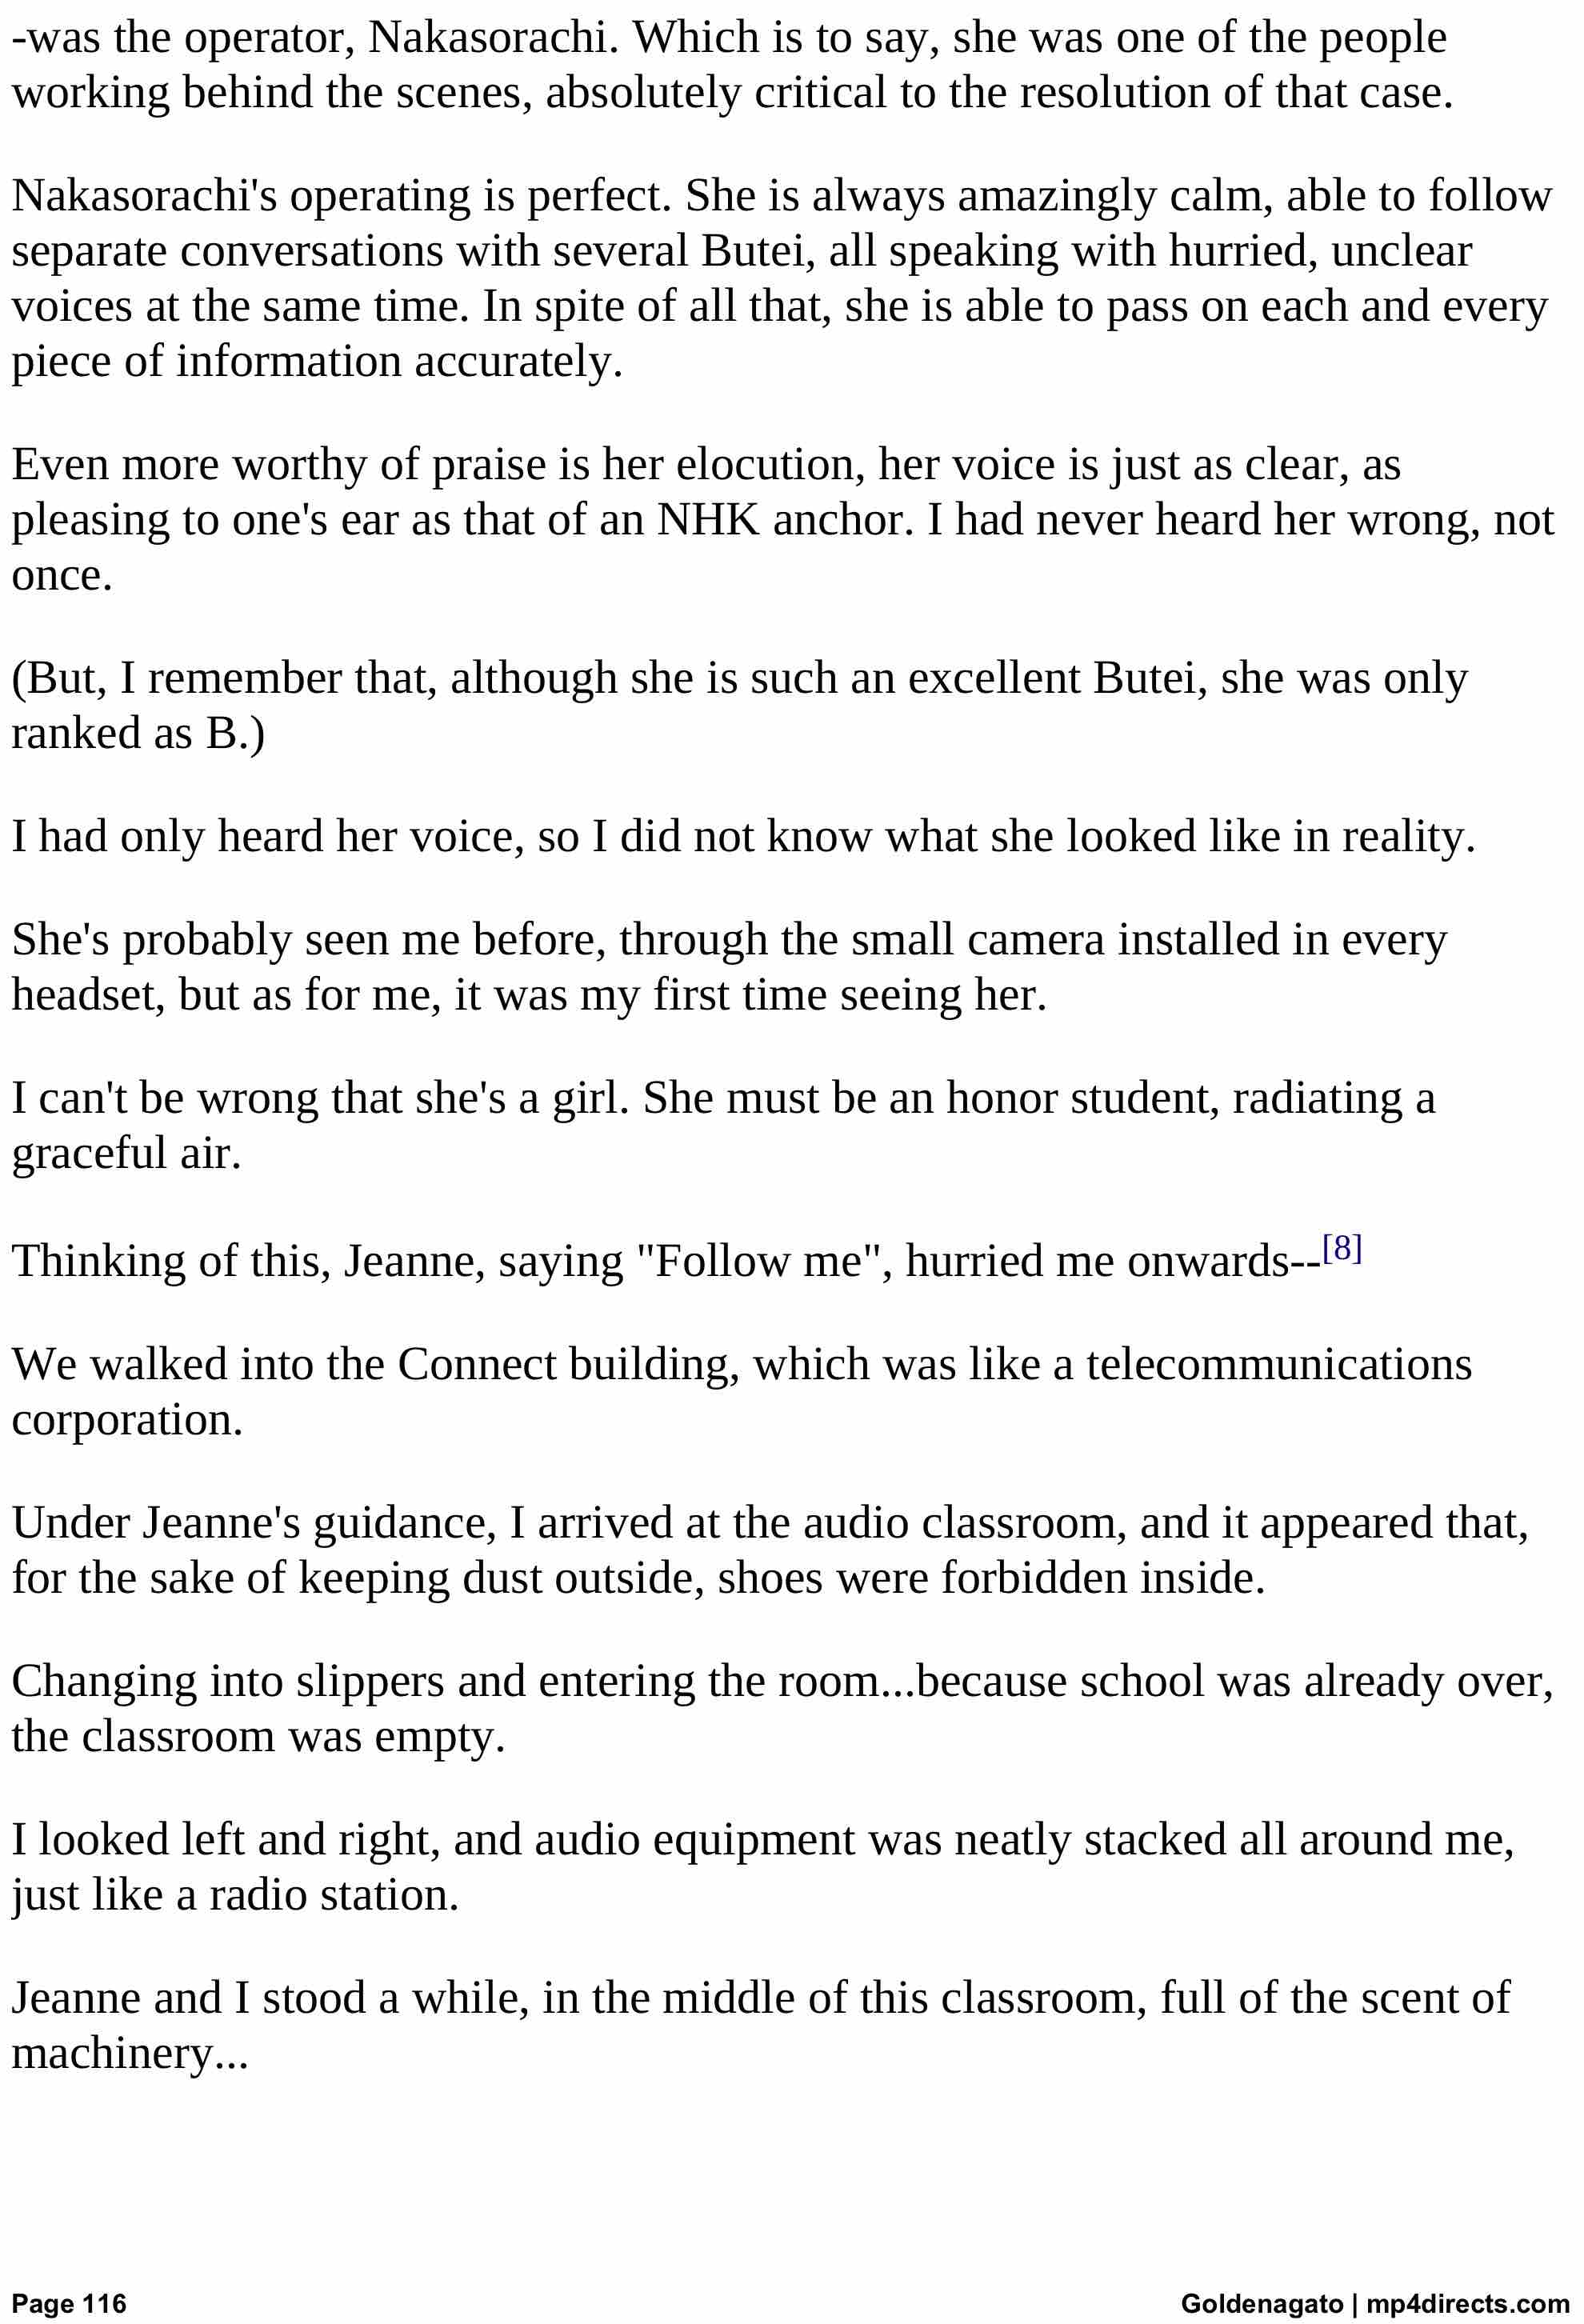 -was the operator, Nakasorachi. Which is to say, she was one of the people
working behind the scenes, absolutely critical to the resolution of that case.
Nakasorachi's operating is perfect. She is always amazingly calm, able to follow
separate conversations with several Butei, all speaking with hurried, unclear
voices at the same time. In spite of all that, she is able to pass on each and every
piece of information accurately.
Even more worthy of praise is her elocution, her voice is just as clear, as
pleasing to one's ear as that of an NHK anchor. I had never heard her wrong, not
once.
(But, I remember that, although she is such an excellent Butei, she was only
ranked as B.)
I had only heard her voice, so I did not know what she looked like in reality.
She's probably seen me before, through the small camera installed in every
headset, but as for me, it was my first time seeing her.
I can't be wrong that she's a girl. She must be an honor student, radiating a
graceful air.
Thinking of this, Jeanne, saying "Follow me", hurried me onwards--[8]
We walked into the Connect building, which was like a telecommunications
corporation.
Under Jeanne's guidance, I arrived at the audio classroom, and it appeared that,
for the sake of keeping dust outside, shoes were forbidden inside.
Changing into slippers and entering the room...because school was already over,
the classroom was empty.
I looked left and right, and audio equipment was neatly stacked all around me,
just like a radio station.
Jeanne and I stood a while, in the middle of this classroom, full of the scent of
machinery...
Page 116 Goldenagato | mp4directs.com